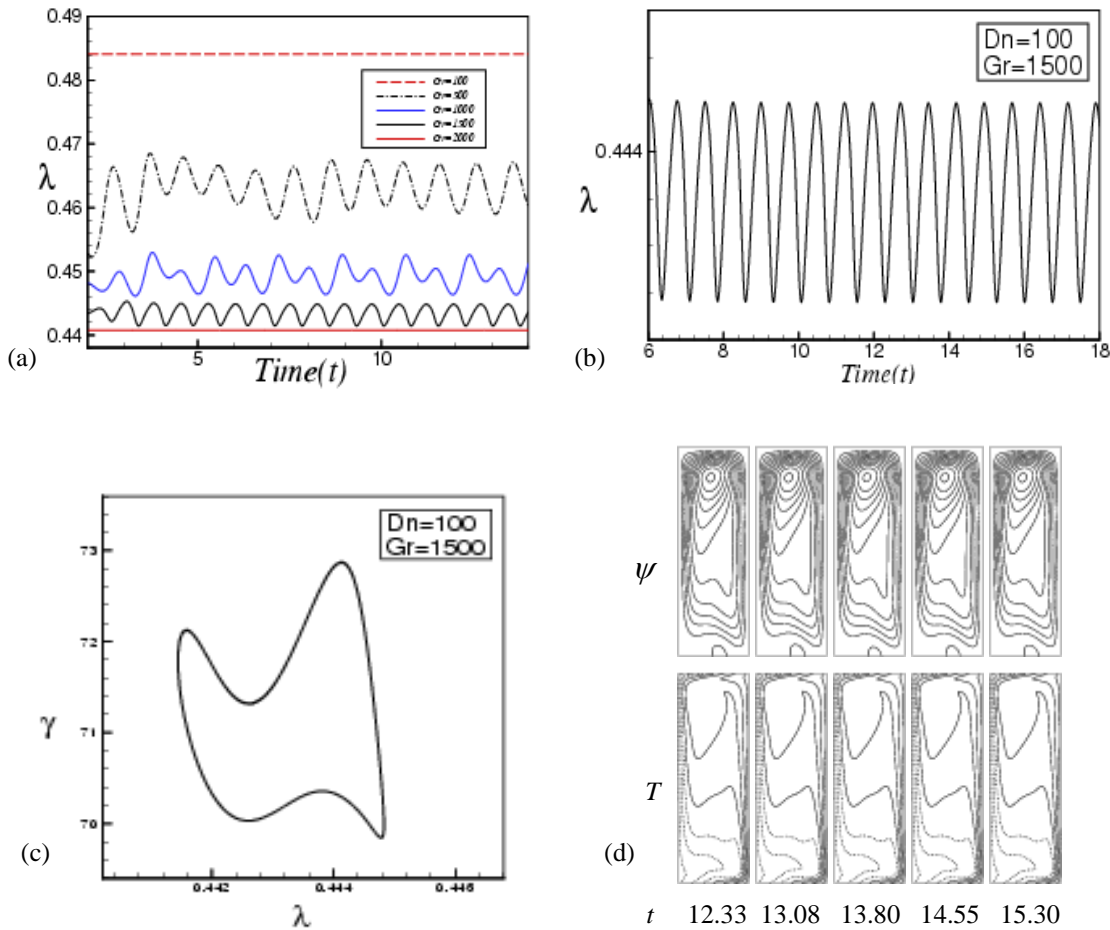 0.49
0.48
0.47
0.46
0.45
0.44
λ
Gr=100
Gr=500
Gr=1000
Gr=1500
Gr=2000
5
10
Time(t)
(a)
Dn=100
Gr=1500
0.444
λ
6 8 10 12 14 16 18
Time(t)
(b)
Dn=100
Gr=1500
73
72
71
70
γ
0.442 0.444 0.446
λ
(c)
ψ
T
(d)
t 12.33 13.08 13.80 14.55 15.30